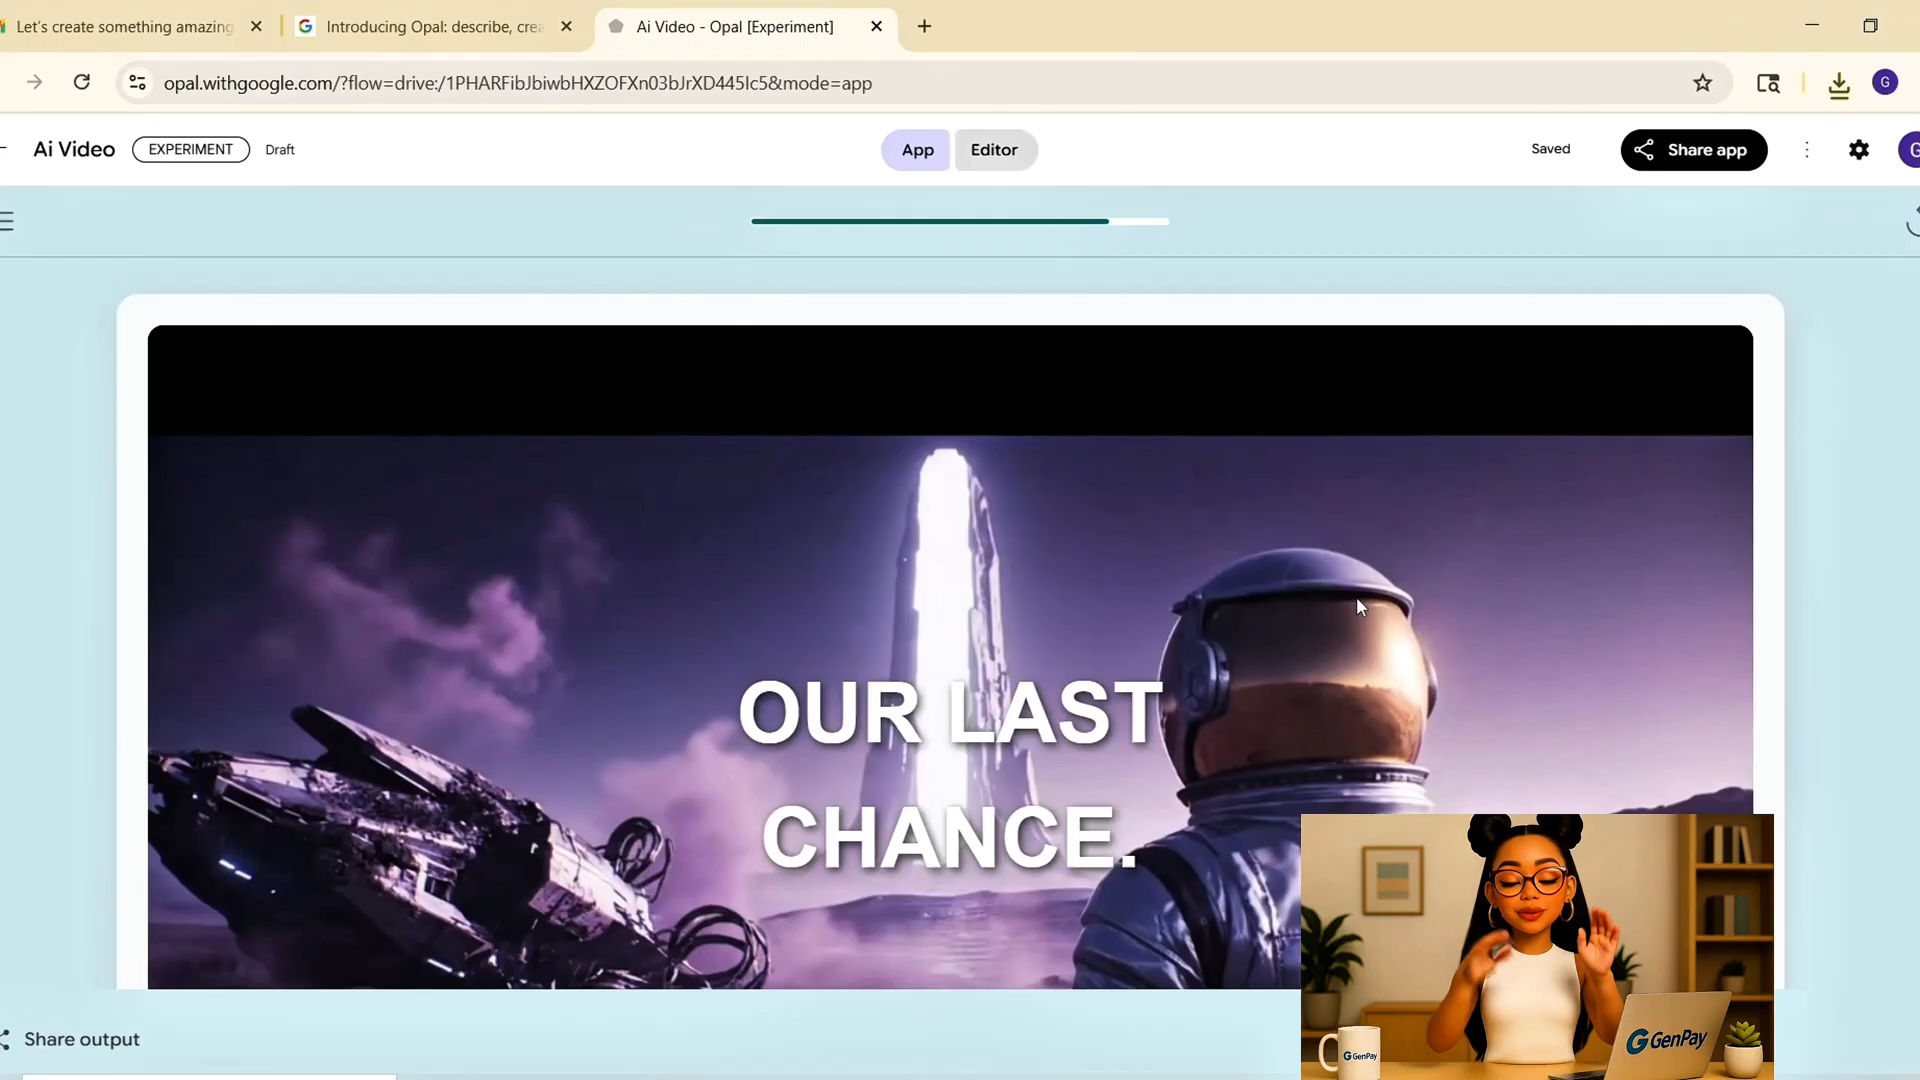 Let's create something amazing
Introducing Opal: describe, crea
Ai Video - Opal [Experiment]
opal.withgoogle.com/?flow=drive:/1PHARFibJbiwbHXZOFXn03bJrXD445Ic5&mode=app
G
Ai Video
EXPERIMENT
Draft
App
Editor
Saved
Share app
G
OUR LAST
CHANCE.
GenPay
GenPay
Share output